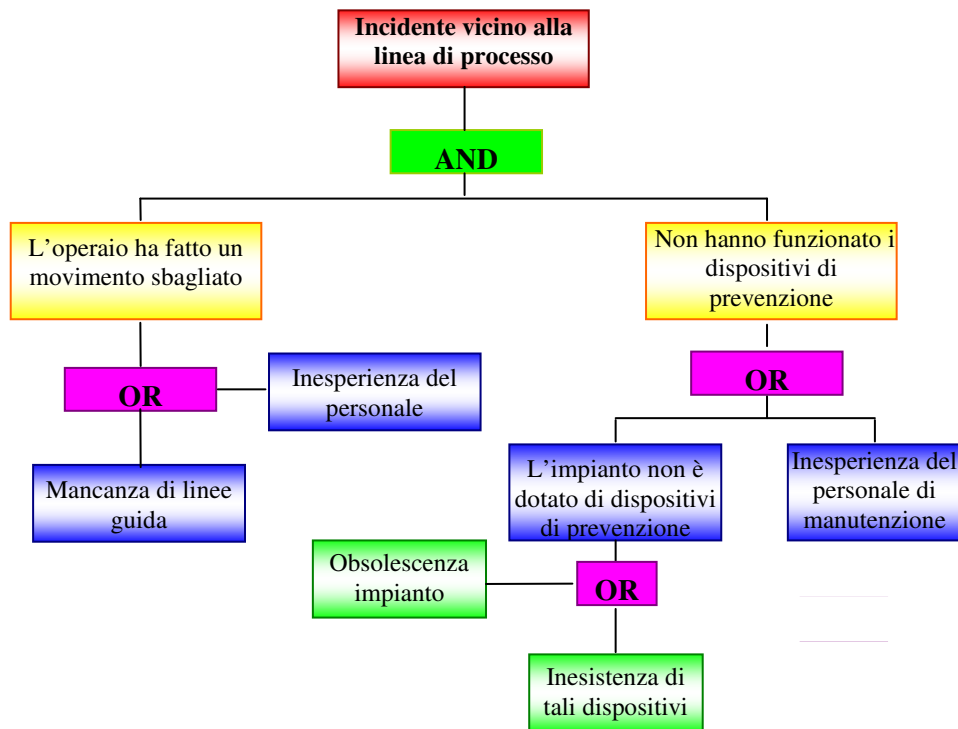 Incidente vicino alla
linea di processo
AND
L’operaio ha fatto un
movimento sbagliato
Non hanno funzionato i
dispositivi di
prevenzione
OR
Inesperienza del
personale
OR
Mancanza di linee
guida
L’impianto non è
dotato di dispositivi
di prevenzione
Inesperienza del
personale di
manutenzione
Obsolescenza
impianto
OR
Inesistenza di
tali dispositivi